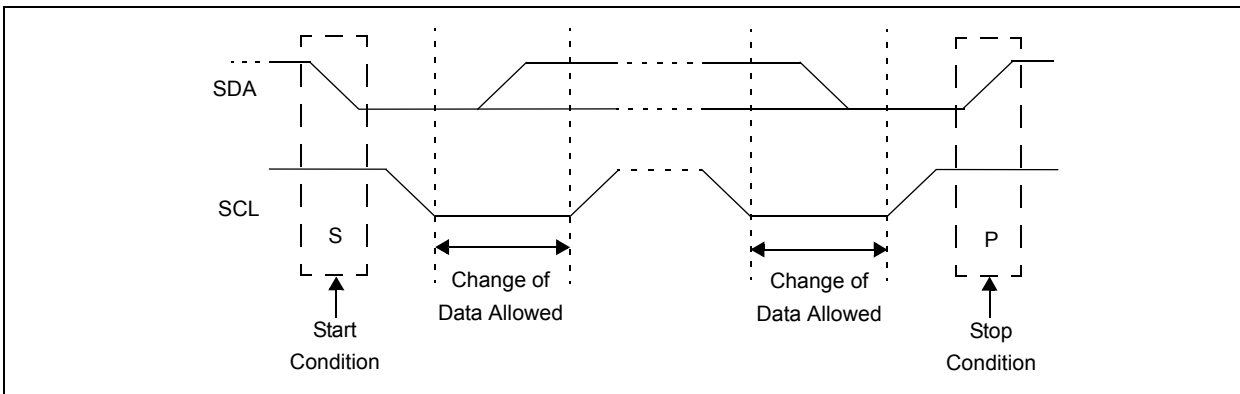 SDA
SCL
S
P
Change of
Data Allowed
Change of
Data Allowed
Start
Condition
Stop
Condition